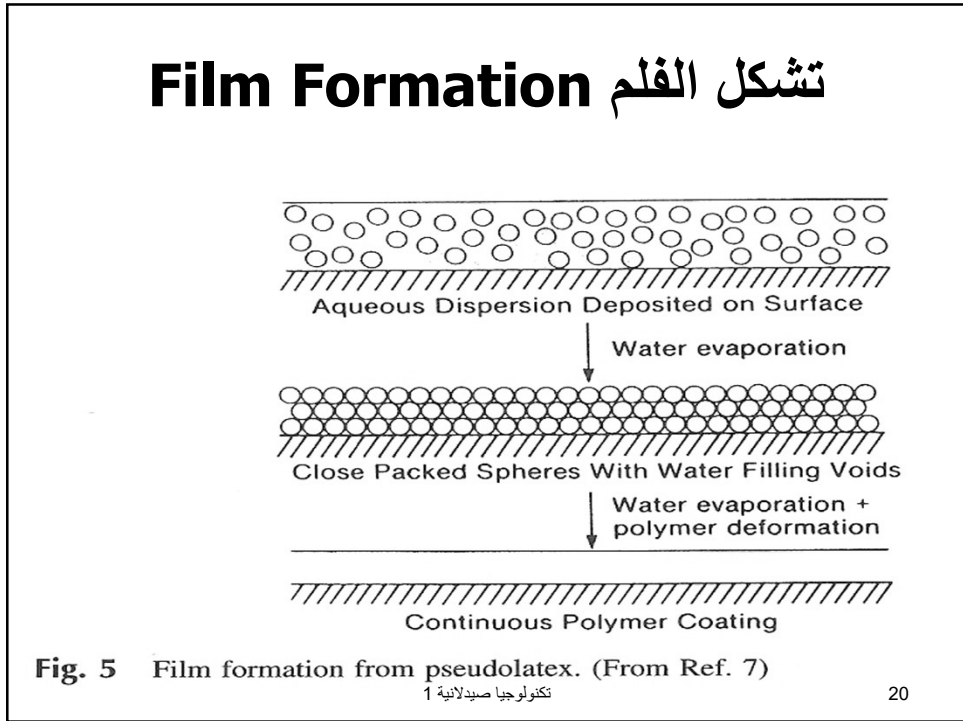 Film Formation تشكل الفلم
Aqueous Dispersion Deposited on Surface
Water evaporation
Close Packed Spheres With Water Filling Voids
Water evaporation +
polymer deformation
Continuous Polymer Coating
Fig. 5 Film formation from pseudolatex. (From Ref. 7)
تكنولوجيا صيدلانية 1
20